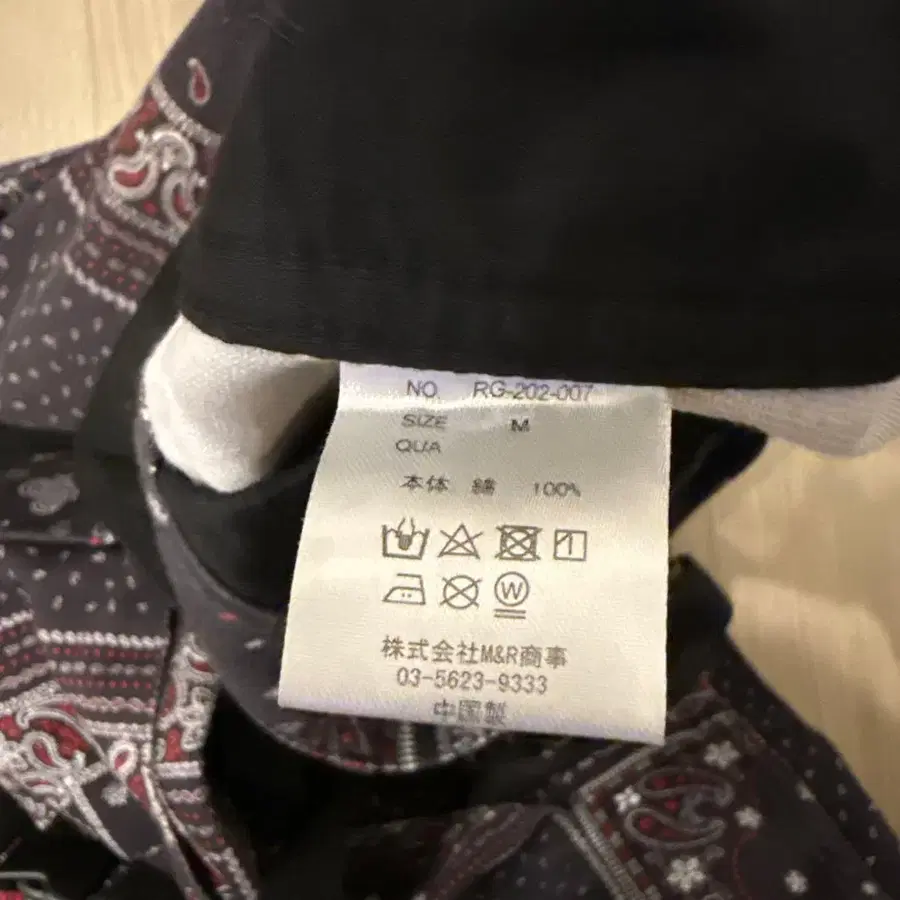 NO. RG-202-007
SIZE M
QUA
本体 綿 100%
W
株式会社M&R商事
03-5623-9333
中国製